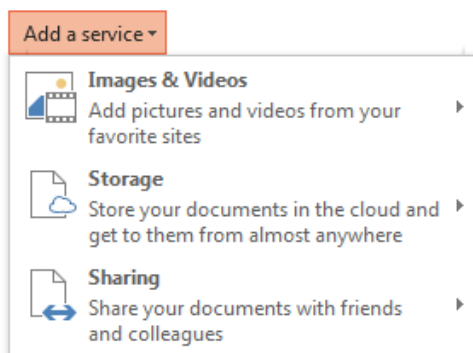 Add a service
Images & Videos
Add pictures and videos from your
favorite sites
Storage
Store your documents in the cloud and
get to them from almost anywhere
Sharing
Share your documents with friends
and colleagues